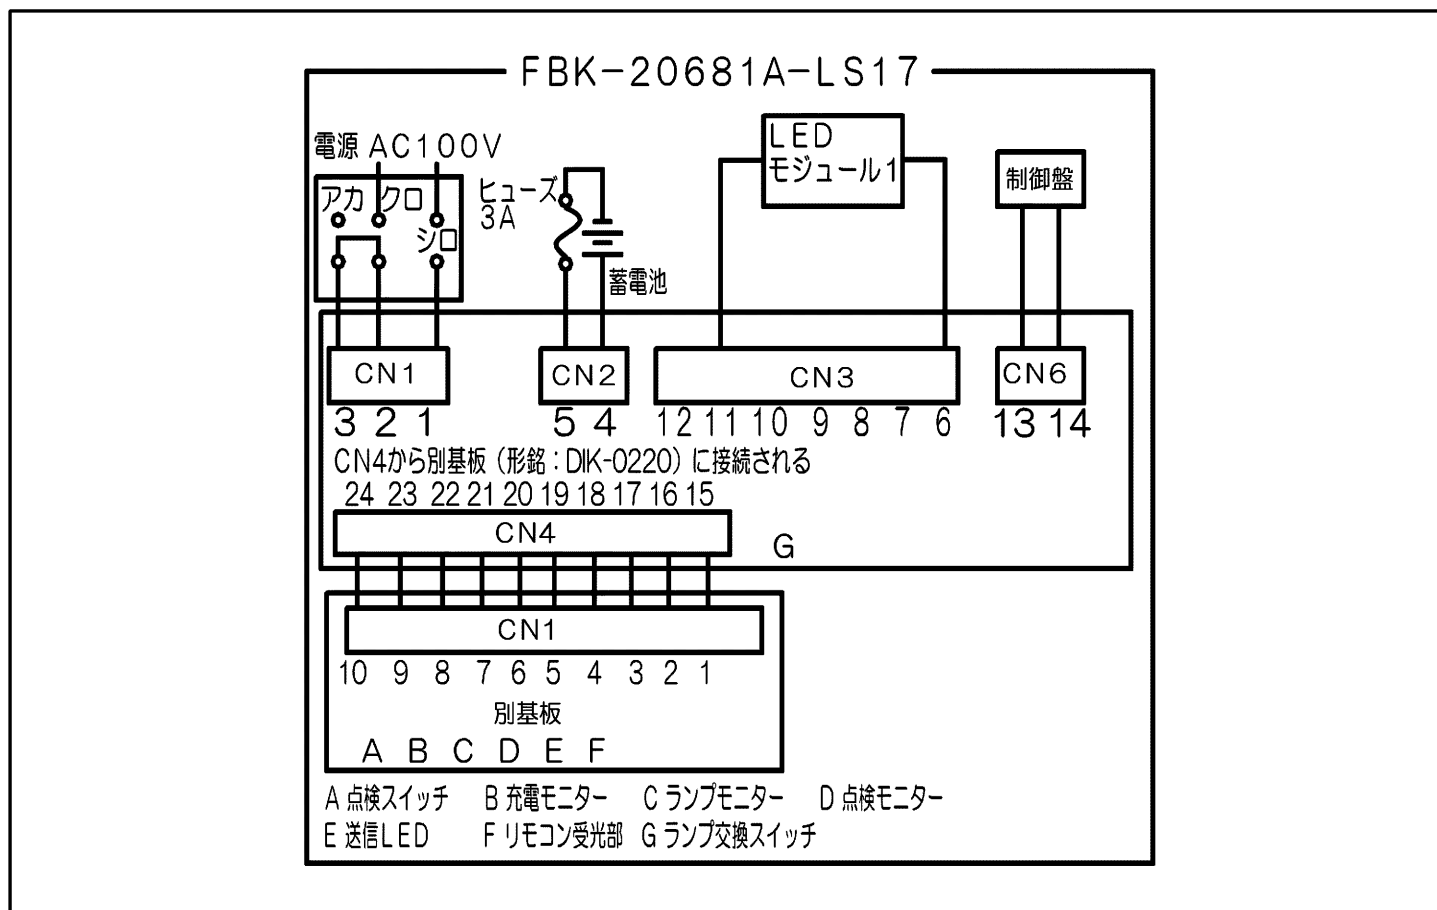 FBK-20681A-LS17
電源 AC100V
アカ クロ
シロ
ヒューズ
3A
蓄電池
LED
モジュール1
制御盤
CN1 CN2 CN3 CN6
3 2 1 5 4 12 11 10 9 8 7 6 13 14
CN4から別基板(形銘:DIK-0220)に接続される
24 23 22 21 20 19 18 17 16 15
CN4
G
CN1
10 9 8 7 6 5 4 3 2 1
別基板
A B C D E F
A 点検スイッチ B 充電モニター C ランプモニター D 点検モニター
E 送信LED F リモコン受光部 G ランプ交換スイッチ